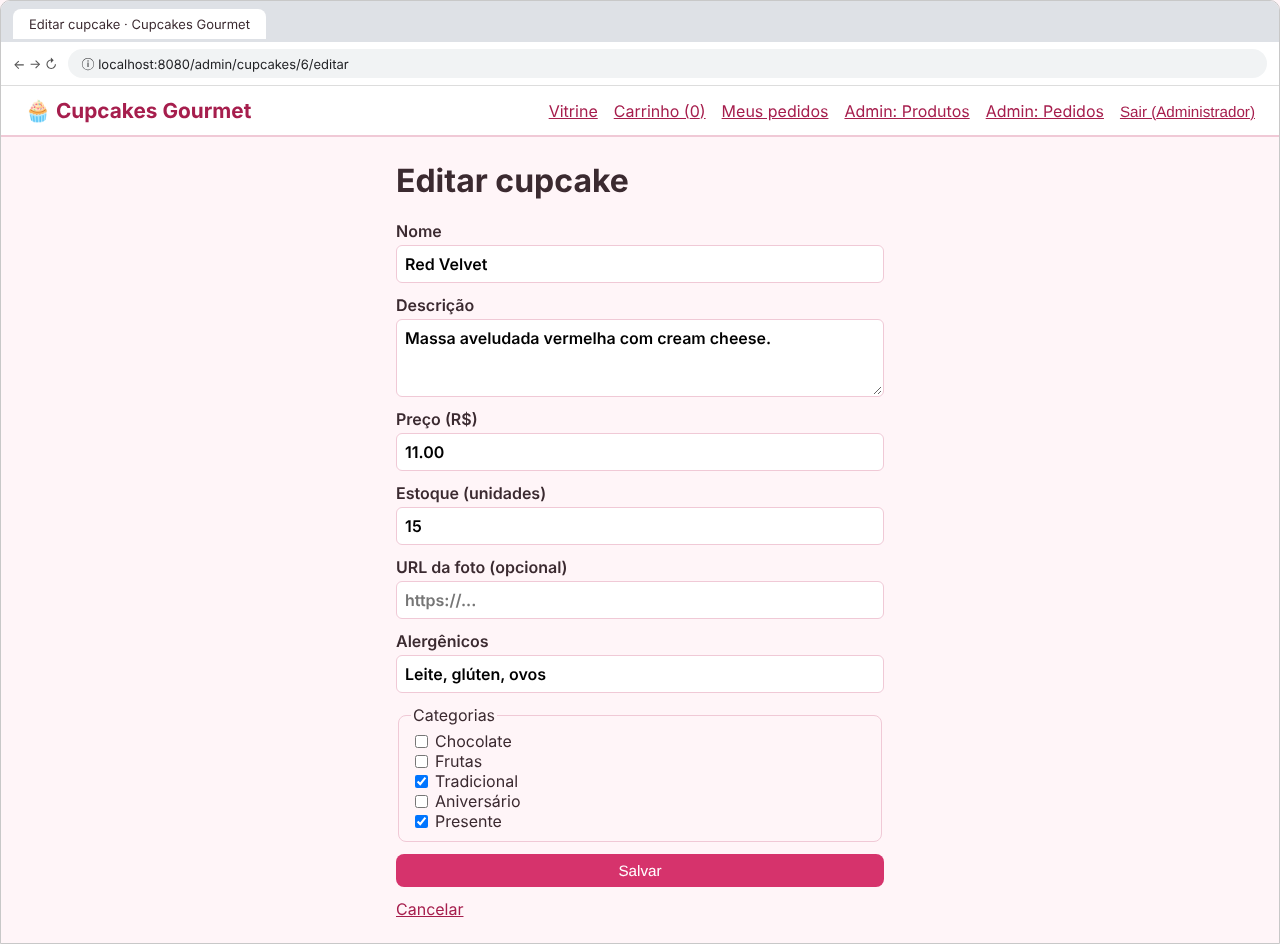 Editar cupcake · Cupcakes Gourmet
localhost:8080/admin/cupcakes/6/editar
Cupcakes Gourmet
Vitrine Carrinho (0) Meus pedidos Admin: Produtos Admin: Pedidos Sair (Administrador)
Editar cupcake
Nome
Red Velvet
Descrição
Massa aveludada vermelha com cream cheese.
Preço (R$)
11.00
Estoque (unidades)
15
URL da foto (opcional)
https://...
Alergênicos
Leite, glúten, ovos
Categorias
Chocolate
Frutas
Tradicional
Aniversário
Presente
Salvar
Cancelar